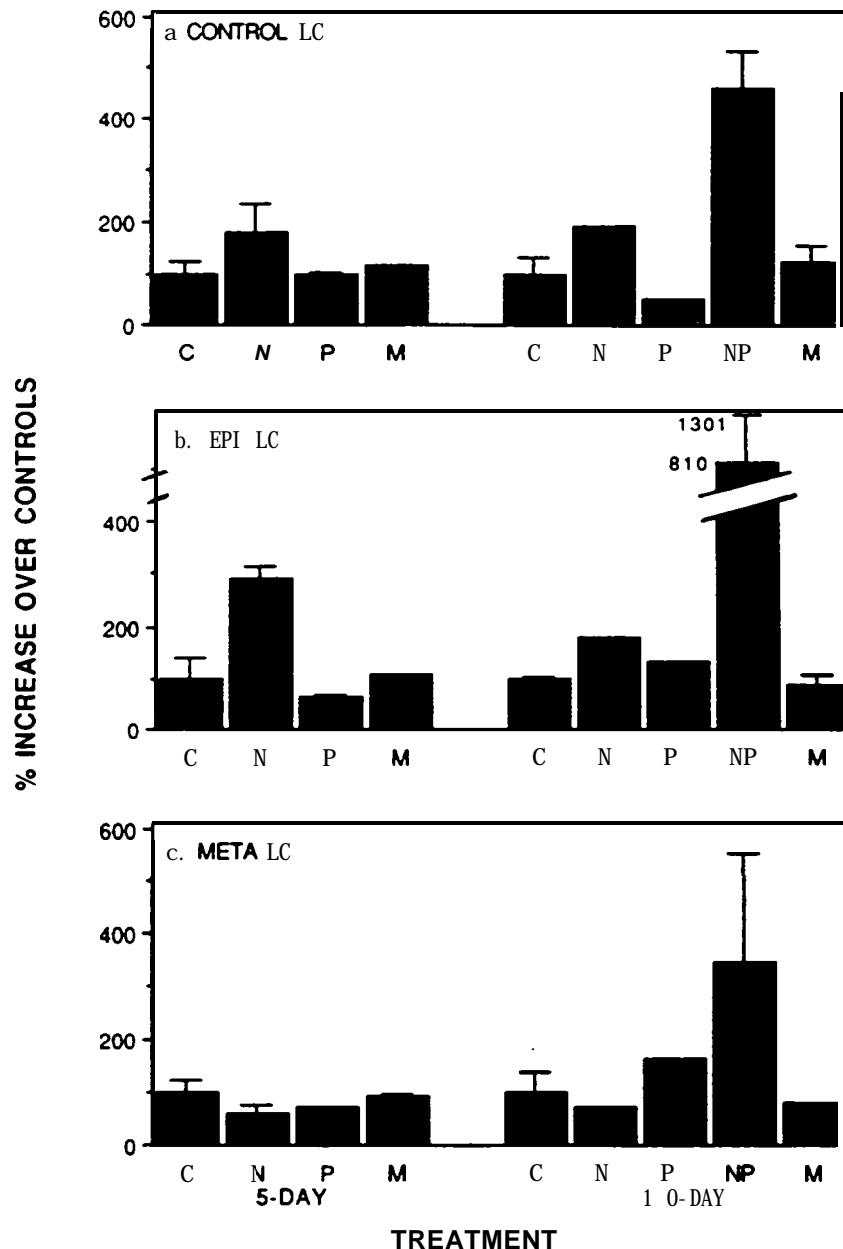 % INCREASE OVER CONTROLS
600
400
200
0
a CONTROL LC
C N P M C N P NP M
400
200
0
b. EPI LC
1301
810
C N P M C N P NP M
600
400
200
0
c. META LC
C N P M C N P NP M
5-DAY 1 0-DAY
TREATMENT